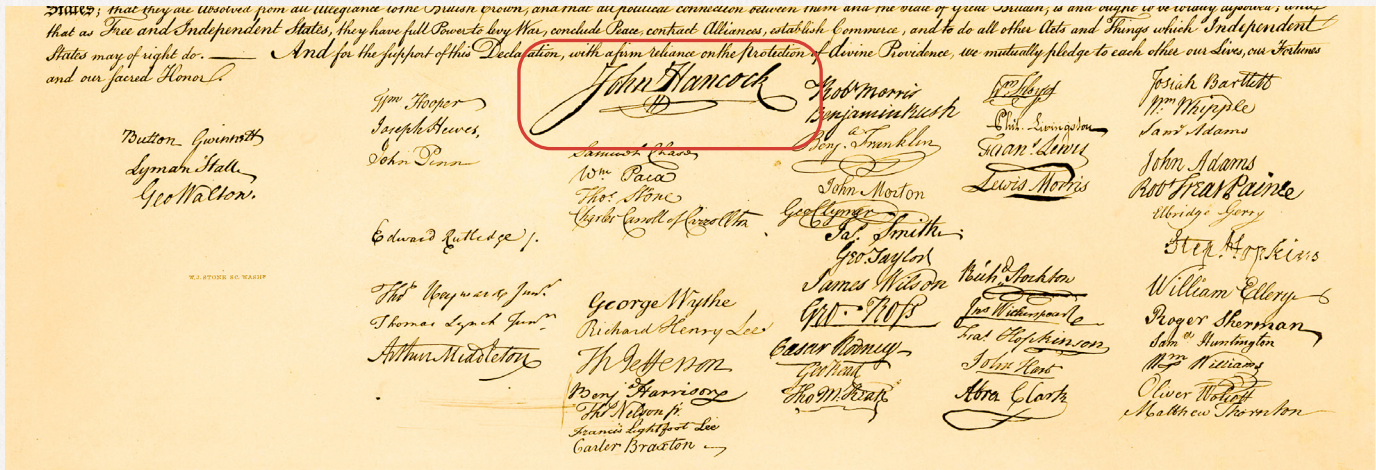 States; that they are Absolved from all Allegiance to the British Crown, and that all political connection between them and the State of Great Britain, is and ought to be totally dissolved; and
that as Free and Independent States, they have full Power to levy War, conclude Peace, contract Alliances, establish Commerce, and to do all other Acts and Things which Independent
States may of right do. — And for the support of this Declaration, with a firm reliance on the protection of divine Providence, we mutually pledge to each other our Lives, our Fortunes
and our sacred Honor.
Button Gwinnett
Lyman Hall
Geo Walton.
W.J. STONE SC. WASHn
Wm Hooper
Joseph Hewes,
John Penn
Edward Rutledge /.
Thos Heyward Junr.
Thomas Lynch Junr.
Arthur Middleton
John Hancock
Samuel Chase
Wm Paca
Thos Stone
Charles Carroll of Carrollton
George Wythe
Richard Henry Lee
Th Jefferson
Benj Harrison
Thos Nelson jr.
Francis Lightfoot Lee
Carter Braxton
Robt Morris
Benjamin Rush
Benja. Franklin
John Morton
Geo Clymer
Jas. Smith
Geo. Taylor
James Wilson
Geo. Ross
Caesar Rodney
Geo Read
Tho M:Kean
Wm Floyd
Phil. Livingston
Frans. Lewis
Lewis Morris
Richd. Stockton
Jno Witherspoon
Fras. Hopkinson
John Hart
Abra Clark
Josiah Bartlett
Wm: Whipple
Saml Adams
John Adams
Robt Treat Paine
Elbridge Gerry
Step. Hopkins
William Ellery
Roger Sherman
Saml Huntington
Wm Williams
Oliver Wolcott
Matthew Thornton